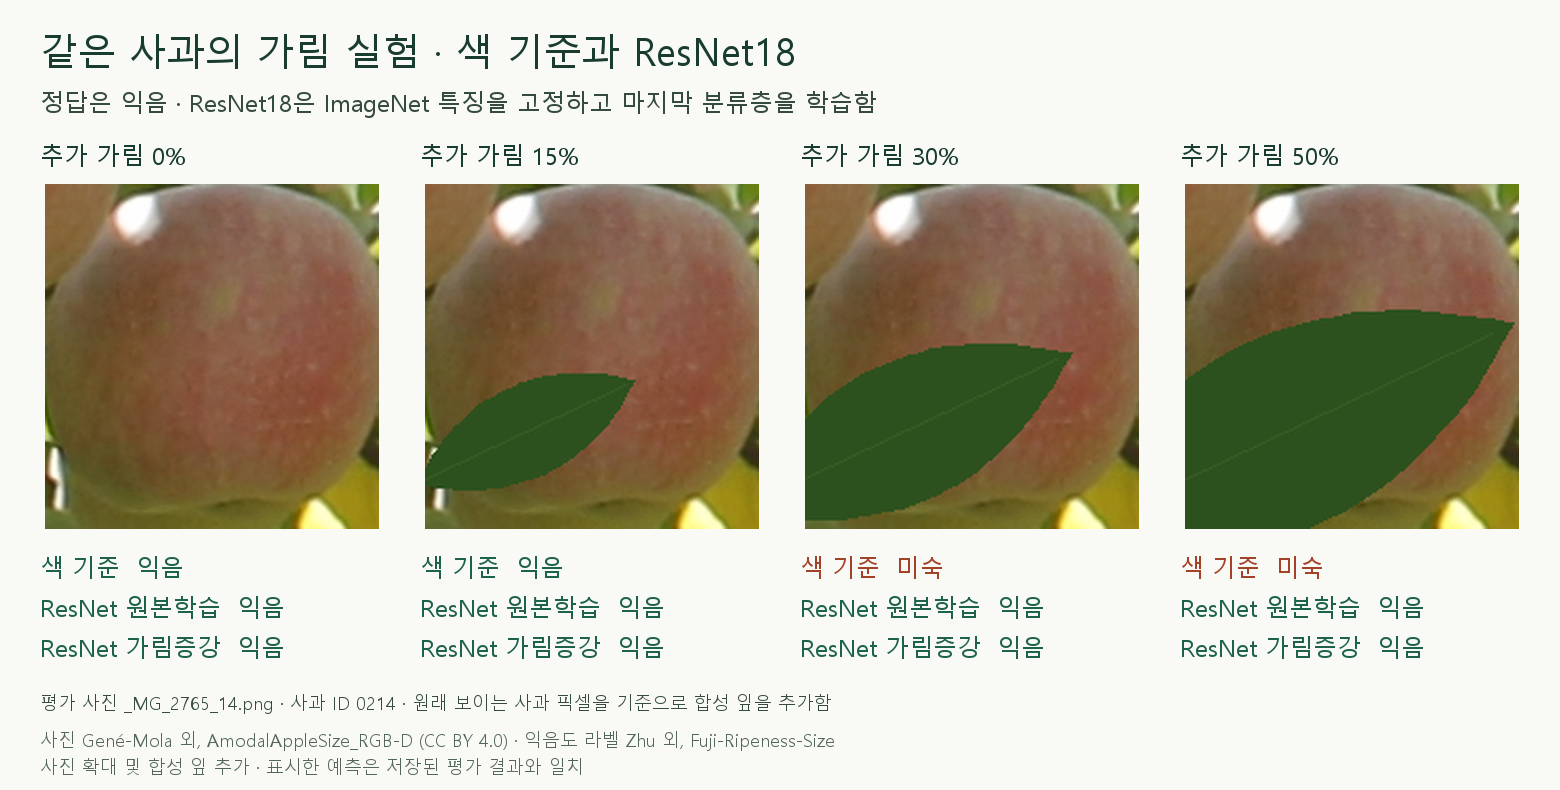 같은 사과의 가림 실험 · 색 기준과 ResNet18
정답은 익음 · ResNet18은 ImageNet 특징을 고정하고 마지막 분류층을 학습함
추가 가림 0%
추가 가림 15%
추가 가림 30%
추가 가림 50%
색 기준 익음
ResNet 원본학습 익음
ResNet 가림증강 익음
색 기준 익음
ResNet 원본학습 익음
ResNet 가림증강 익음
색 기준 미숙
ResNet 원본학습 익음
ResNet 가림증강 익음
색 기준 미숙
ResNet 원본학습 익음
ResNet 가림증강 익음
평가 사진 _MG_2765_14.png · 사과 ID 0214 · 원래 보이는 사과 픽셀을 기준으로 합성 잎을 추가함
사진 Gené-Mola 외, AmodalAppleSize_RGB-D (CC BY 4.0) · 익음도 라벨 Zhu 외, Fuji-Ripeness-Size
사진 확대 및 합성 잎 추가 · 표시한 예측은 저장된 평가 결과와 일치